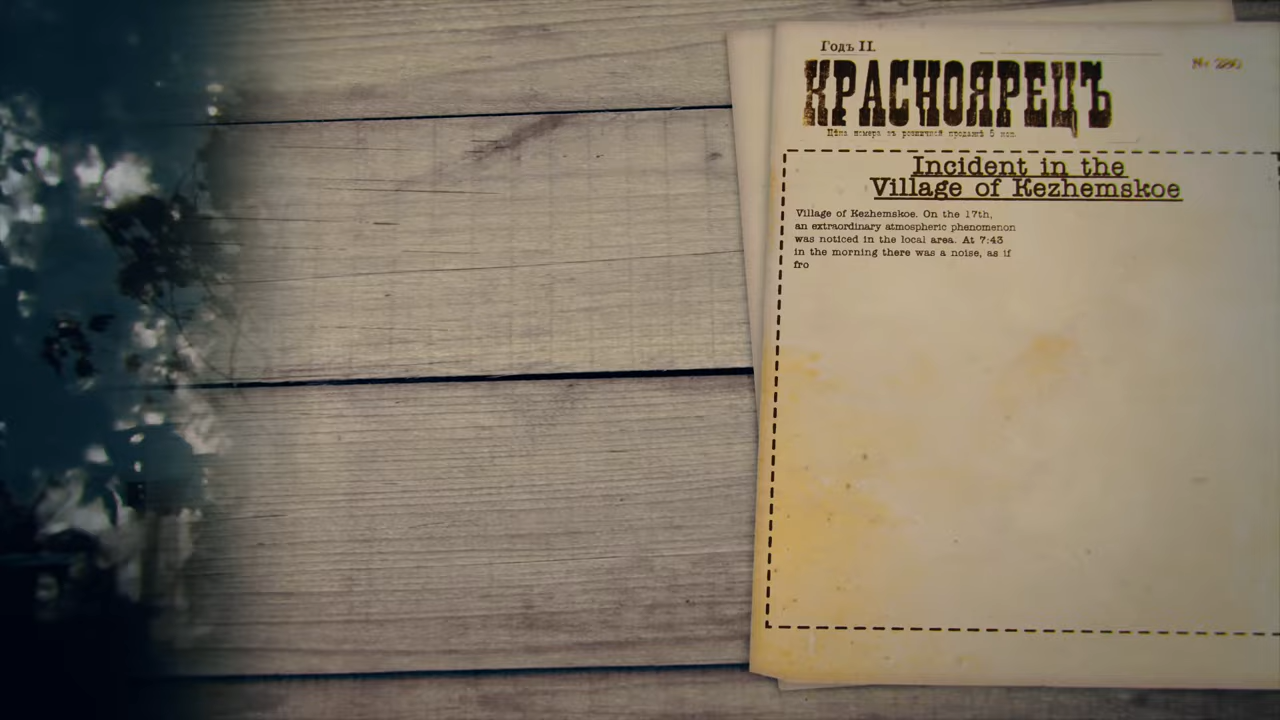 Годъ II.
№ 280
КРАСНОЯРЕЦЪ
Цѣна номера въ розничной продажѣ 5 коп.
Incident in the
Village of Kezhemskoe
Village of Kezhemskoe. On the 17th,
an extraordinary atmospheric phenomenon
was noticed in the local area. At 7:43
in the morning there was a noise, as if
fro